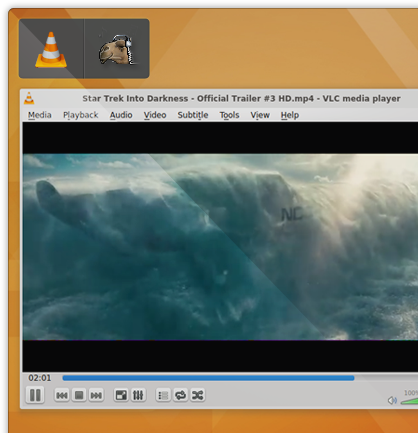 Star Trek Into Darkness - Official Trailer #3 HD.mp4 - VLC media player
Media Playback Audio Video Subtitle Tools View Help
NC
02:01
100%